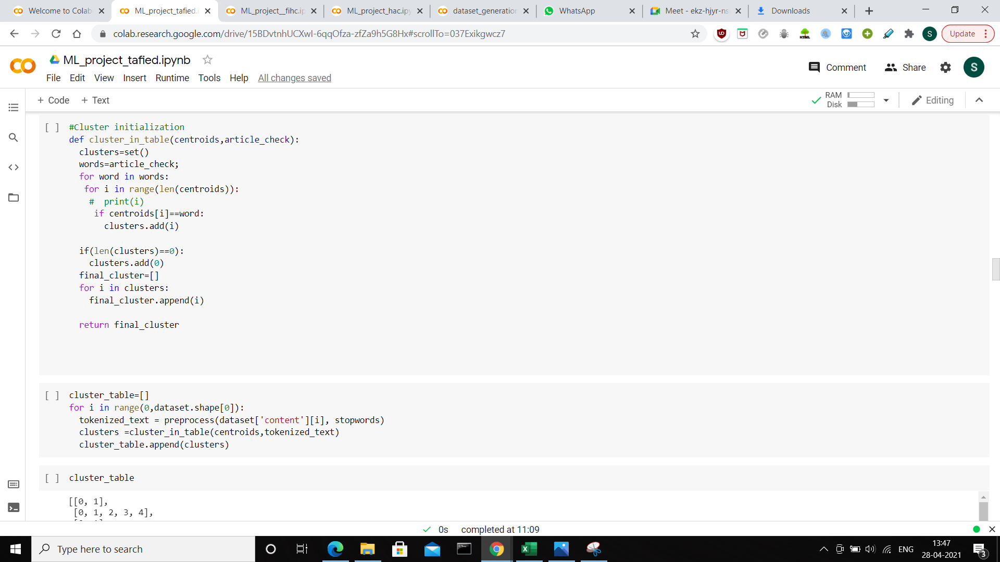 Welcome to Colab
ML_project_tafied.i
ML_project__fihc.ip
ML_project_hac.ipy
dataset_generation
WhatsApp
Meet - ekz-hjyr-ns
Downloads
colab.research.google.com/drive/15BDvtnhUCXwI-6qqOfza-zfZa9h5G8Hx#scrollTo=037Exikgwcz7
HTML
S
Update
ML_project_tafied.ipynb
Comment
Share
S
File Edit View Insert Runtime Tools Help All changes saved
+ Code + Text
RAM
Disk
Editing
[ ] #Cluster initialization
def cluster_in_table(centroids,article_check):
clusters=set()
words=article_check;
for word in words:
for i in range(len(centroids)):
# print(i)
if centroids[i]==word:
clusters.add(i)
if(len(clusters)==0):
clusters.add(0)
final_cluster=[]
for i in clusters:
final_cluster.append(i)
return final_cluster
[ ] cluster_table=[]
for i in range(0,dataset.shape[0]):
tokenized_text = preprocess(dataset['content'][i], stopwords)
clusters =cluster_in_table(centroids,tokenized_text)
cluster_table.append(clusters)
[ ] cluster_table
[[0, 1],
[0, 1, 2, 3, 4],
0s completed at 11:09
Type here to search
ENG
13:47
28-04-2021
3